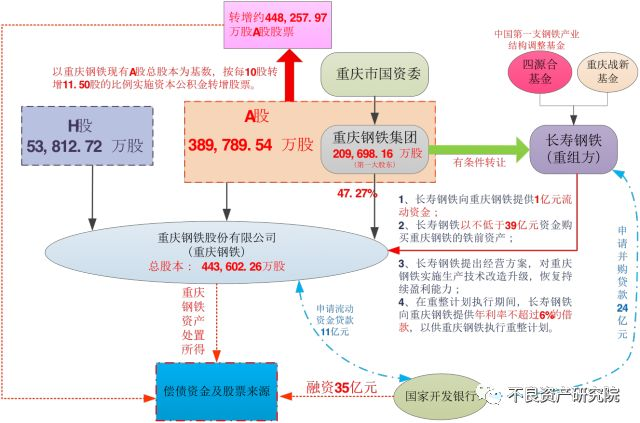 转增约448,257.97
万股A股股票
中国第一支钢铁产业
结构调整基金
四源合
基金
重庆战新
基金
以重庆钢铁现有A股总股本为基数，按每10股转
增11.50股的比例实施资本公积金转增股票。
重庆市国资委
H股
53,812.72 万股
A股
389,789.54 万股
重庆钢铁集团
209,698.16 万股
(第一大股东)
有条件转让
长寿钢铁
(重组方)
47.27%
1、长寿钢铁向重庆钢铁提供1亿元流
动资金；
2、长寿钢铁以不低于39亿元资金购
买重庆钢铁的铁前资产；
3、长寿钢铁提出经营方案，对重庆
钢铁实施生产技术改造升级，恢复持
续盈利能力；
4、在重整计划执行期间，长寿钢铁
向重庆钢铁提供年利率不超过6%的借
款，以供重庆钢铁执行重整计划。
重庆钢铁股份有限公司
(重庆钢铁)
总股本： 443,602.26万股
申请并购贷款24亿元
重庆
钢铁
资产
处置
所得
申请流动
资金贷款
11亿元
偿债资金及股票来源
融资35亿元
国家开发银行
不良资产研究院